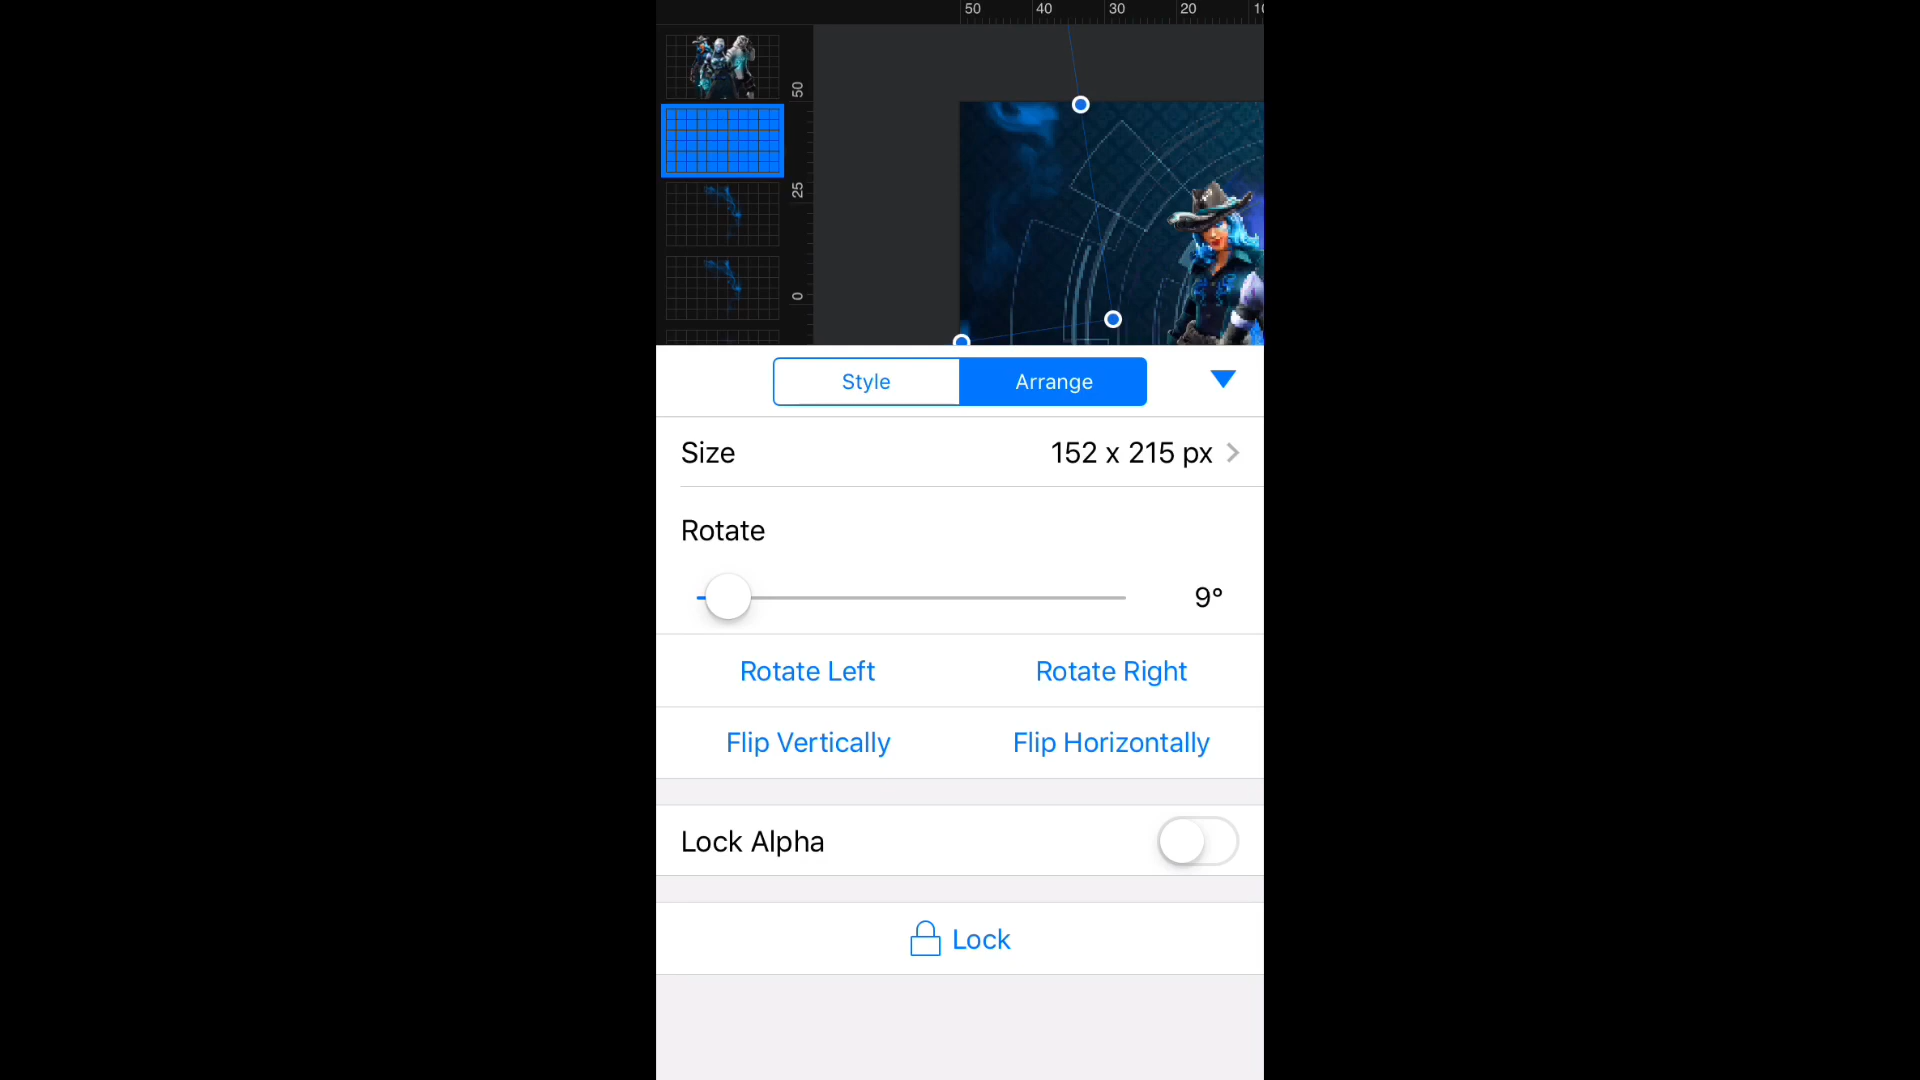 50 40 30 20 10
50
25
0
Style Arrange
Size 152 x 215 px
Rotate
9°
Rotate Left Rotate Right
Flip Vertically Flip Horizontally
Lock Alpha
Lock